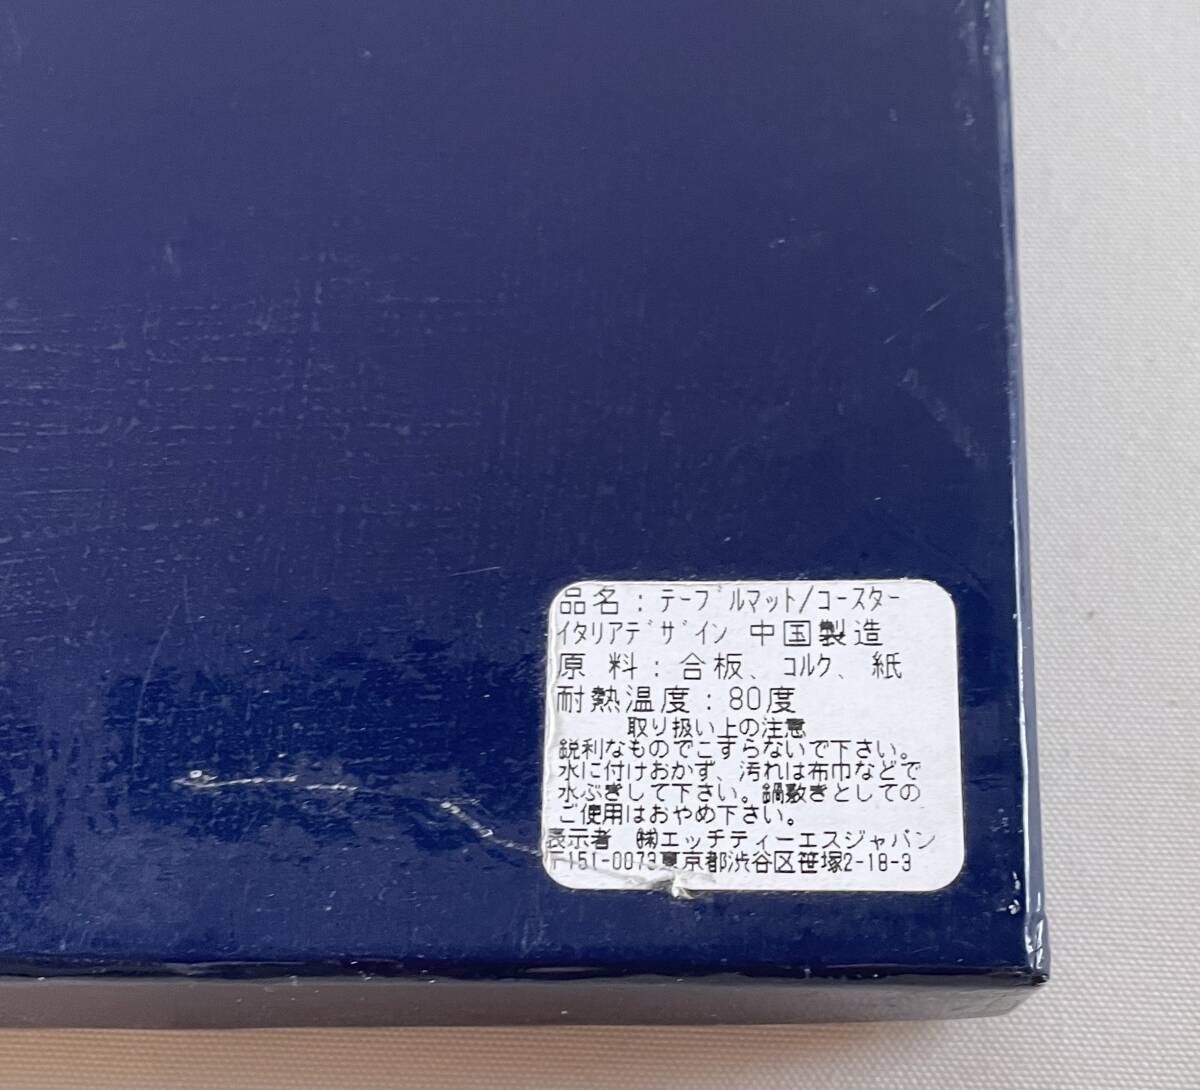 品名：ﾃｰﾌﾞﾙﾏｯﾄ/ｺｰｽﾀｰ
ｲﾀﾘｱﾃﾞｻﾞｲﾝ 中国製造
原 料：合板、ｺﾙｸ、紙
耐熱温度：80度
取り扱い上の注意
鋭利なものでこすらないで下さい。
水に付けおかず、汚れは布巾などで
水ぶきして下さい。鍋敷きとしての
ご使用はおやめ下さい。
表示者 ㈱エッチティーエスジャパン
〒151-0073東京都渋谷区笹塚2-18-3